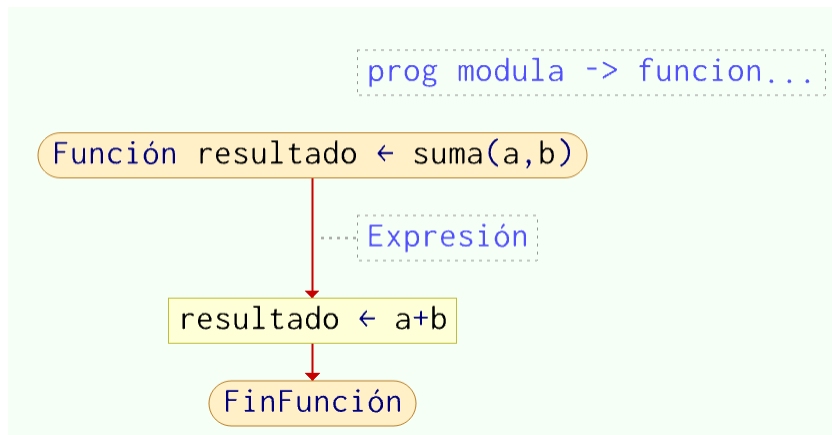 prog modula -> funcion...
Función resultado ← suma(a,b)
Expresión
resultado ← a+b
FinFunción